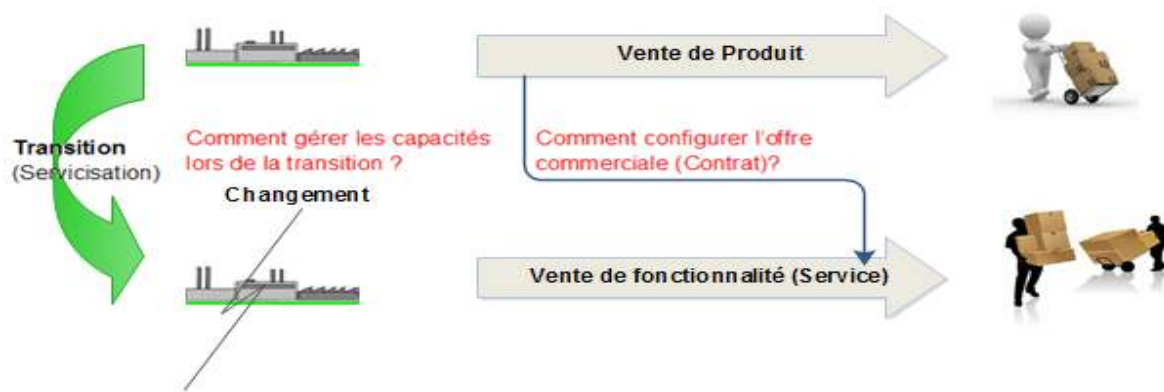 Vente de Produit
Transition
(Servicisation)
Comment gérer les capacités
lors de la transition ?
Changement
Comment configurer l'offre
commerciale (Contrat)?
Vente de fonctionnalité (Service)